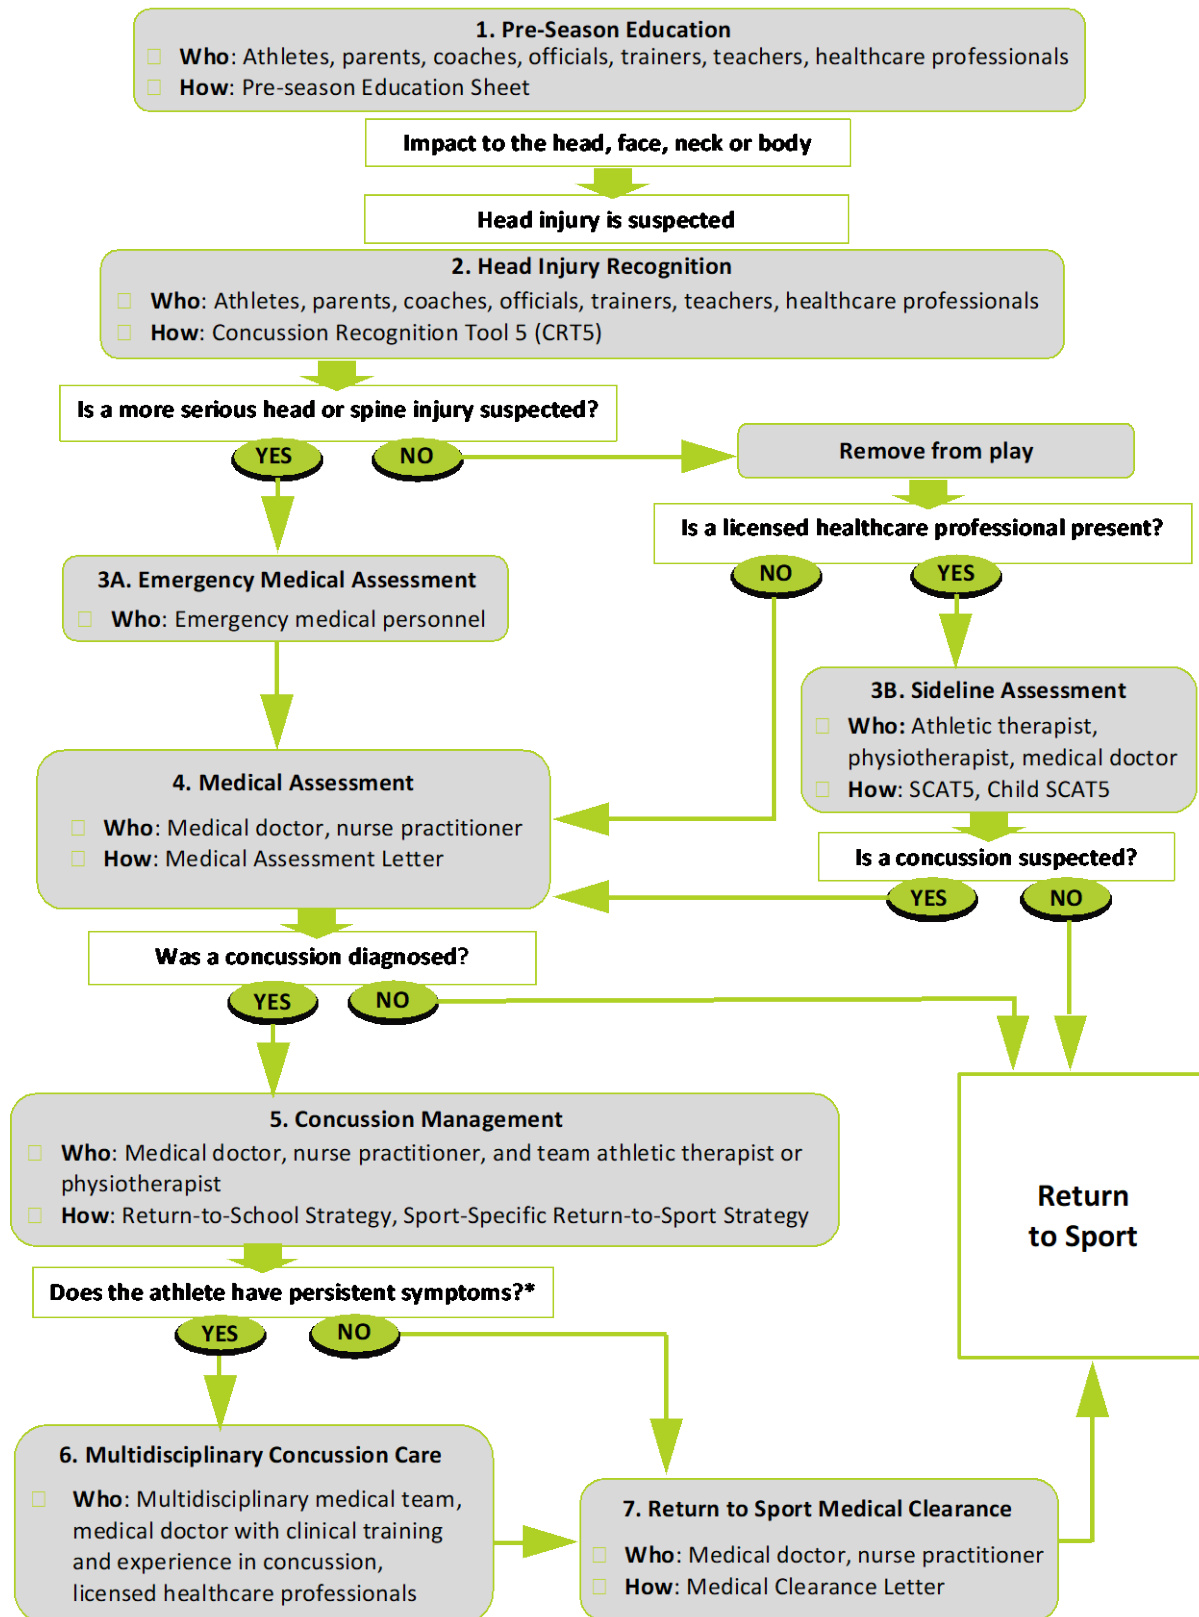 1. Pre-Season Education
Who: Athletes, parents, coaches, officials, trainers, teachers, healthcare professionals
How: Pre-season Education Sheet
Impact to the head, face, neck or body
Head injury is suspected
2. Head Injury Recognition
Who: Athletes, parents, coaches, officials, trainers, teachers, healthcare professionals
How: Concussion Recognition Tool 5 (CRT5)
Is a more serious head or spine injury suspected?
YES
NO
Remove from play
Is a licensed healthcare professional present?
NO
YES
3A. Emergency Medical Assessment
Who: Emergency medical personnel
3B. Sideline Assessment
Who: Athletic therapist,
physiotherapist, medical doctor
How: SCAT5, Child SCAT5
4. Medical Assessment
Who: Medical doctor, nurse practitioner
How: Medical Assessment Letter
Is a concussion suspected?
YES
NO
Was a concussion diagnosed?
YES
NO
5. Concussion Management
Who: Medical doctor, nurse practitioner, and team athletic therapist or
physiotherapist
How: Return-to-School Strategy, Sport-Specific Return-to-Sport Strategy
Return
to Sport
Does the athlete have persistent symptoms?*
YES
NO
6. Multidisciplinary Concussion Care
Who: Multidisciplinary medical team,
medical doctor with clinical training
and experience in concussion,
licensed healthcare professionals
7. Return to Sport Medical Clearance
Who: Medical doctor, nurse practitioner
How: Medical Clearance Letter